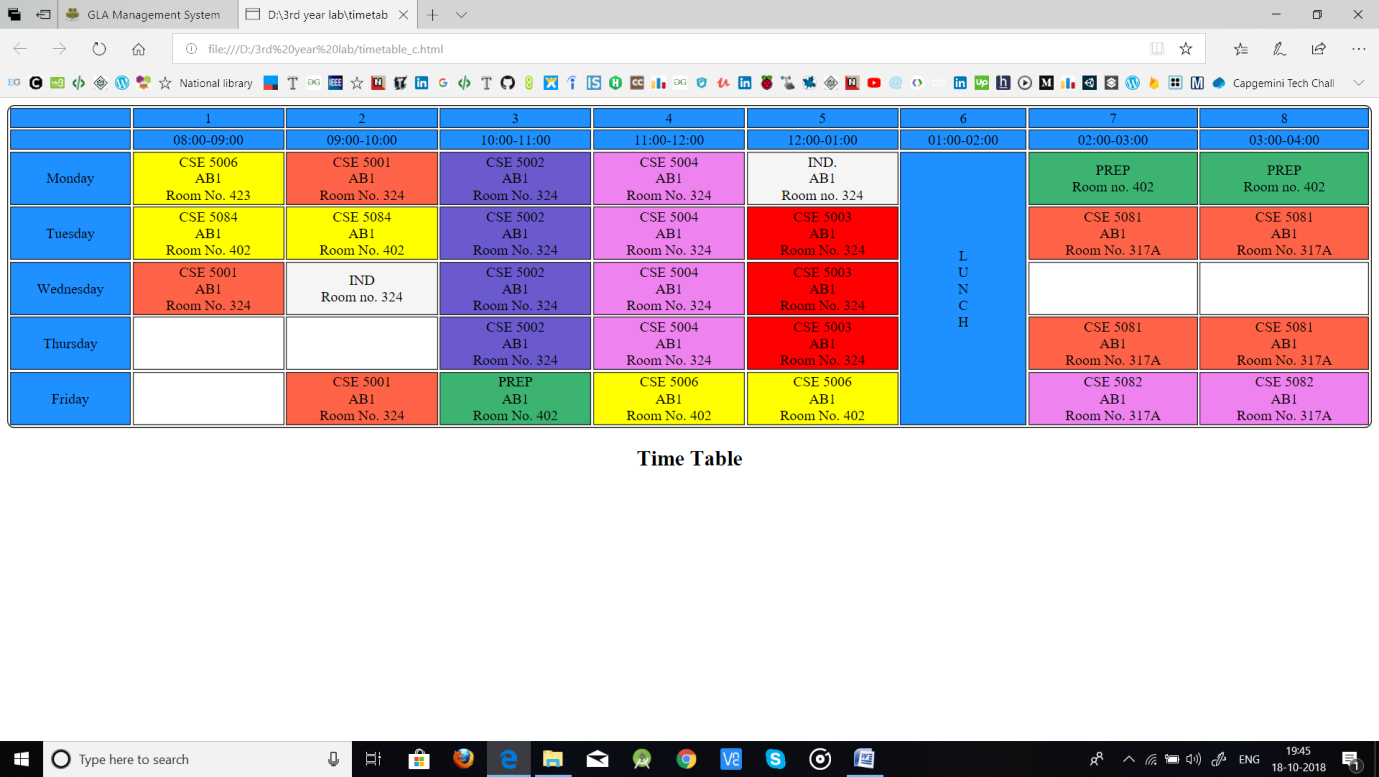 GLA Management System
D:\3rd year lab\timetab
file:///D:/3rd%20year%20lab/timetable_c.html
National library
Capgemini Tech Chall
1 2 3 4 5 6 7 8
08:00-09:00 09:00-10:00 10:00-11:00 11:00-12:00 12:00-01:00 01:00-02:00 02:00-03:00 03:00-04:00
Monday
CSE 5006
AB1
Room No. 423
CSE 5001
AB1
Room No. 324
CSE 5002
AB1
Room No. 324
CSE 5004
AB1
Room No. 324
IND.
AB1
Room no. 324
L
U
N
C
H
PREP
Room no. 402
PREP
Room no. 402
Tuesday
CSE 5084
AB1
Room No. 402
CSE 5084
AB1
Room No. 402
CSE 5002
AB1
Room No. 324
CSE 5004
AB1
Room No. 324
CSE 5003
AB1
Room No. 324
CSE 5081
AB1
Room No. 317A
CSE 5081
AB1
Room No. 317A
Wednesday
CSE 5001
AB1
Room No. 324
IND
Room no. 324
CSE 5002
AB1
Room No. 324
CSE 5004
AB1
Room No. 324
CSE 5003
AB1
Room No. 324
Thursday
CSE 5002
AB1
Room No. 324
CSE 5004
AB1
Room No. 324
CSE 5003
AB1
Room No. 324
CSE 5081
AB1
Room No. 317A
CSE 5081
AB1
Room No. 317A
Friday
CSE 5001
AB1
Room No. 324
PREP
AB1
Room No. 402
CSE 5006
AB1
Room No. 402
CSE 5006
AB1
Room No. 402
CSE 5082
AB1
Room No. 317A
CSE 5082
AB1
Room No. 317A
Time Table
Type here to search
ENG
19:45
18-10-2018
1